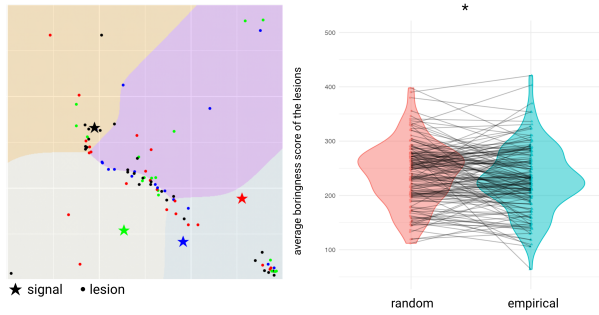 ★ signal • lesion
*
average boringness score of the lesions
500
400
300
200
100
random empirical